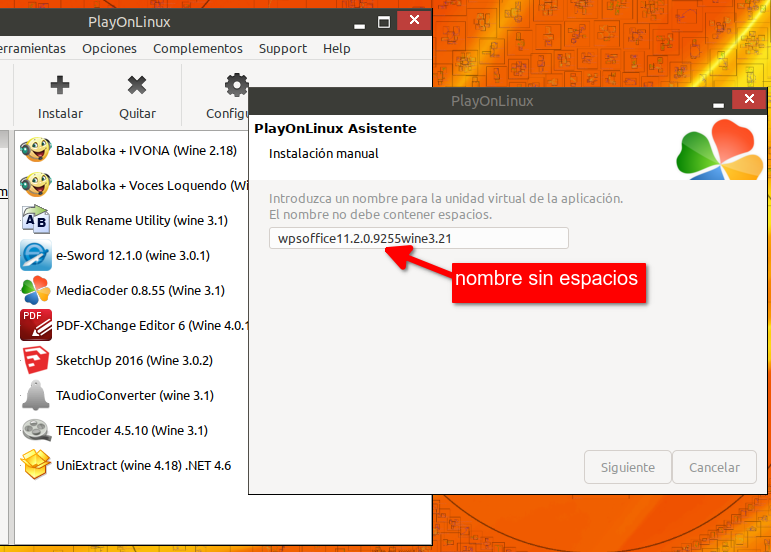 PlayOnLinux
erramientas Opciones Complementos Support Help
Instalar Quitar Configu
m
Balabolka + IVONA (Wine 2.18)
Balabolka + Voces Loquendo (Wi
Bulk Rename Utility (wine 3.1)
e-Sword 12.1.0 (wine 3.0.1)
MediaCoder 0.8.55 (Wine 3.1)
PDF
PDF-XChange Editor 6 (Wine 4.0.1
SketchUp 2016 (Wine 3.0.2)
TAudioConverter (wine 3.1)
TEncoder 4.5.10 (Wine 3.1)
UniExtract (wine 4.18) .NET 4.6
PlayOnLinux
PlayOnLinux Asistente
Instalación manual
Introduzca un nombre para la unidad virtual de la aplicación.
El nombre no debe contener espacios.
wpsoffice11.2.0.9255wine3.21
nombre sin espacios
Siguiente Cancelar